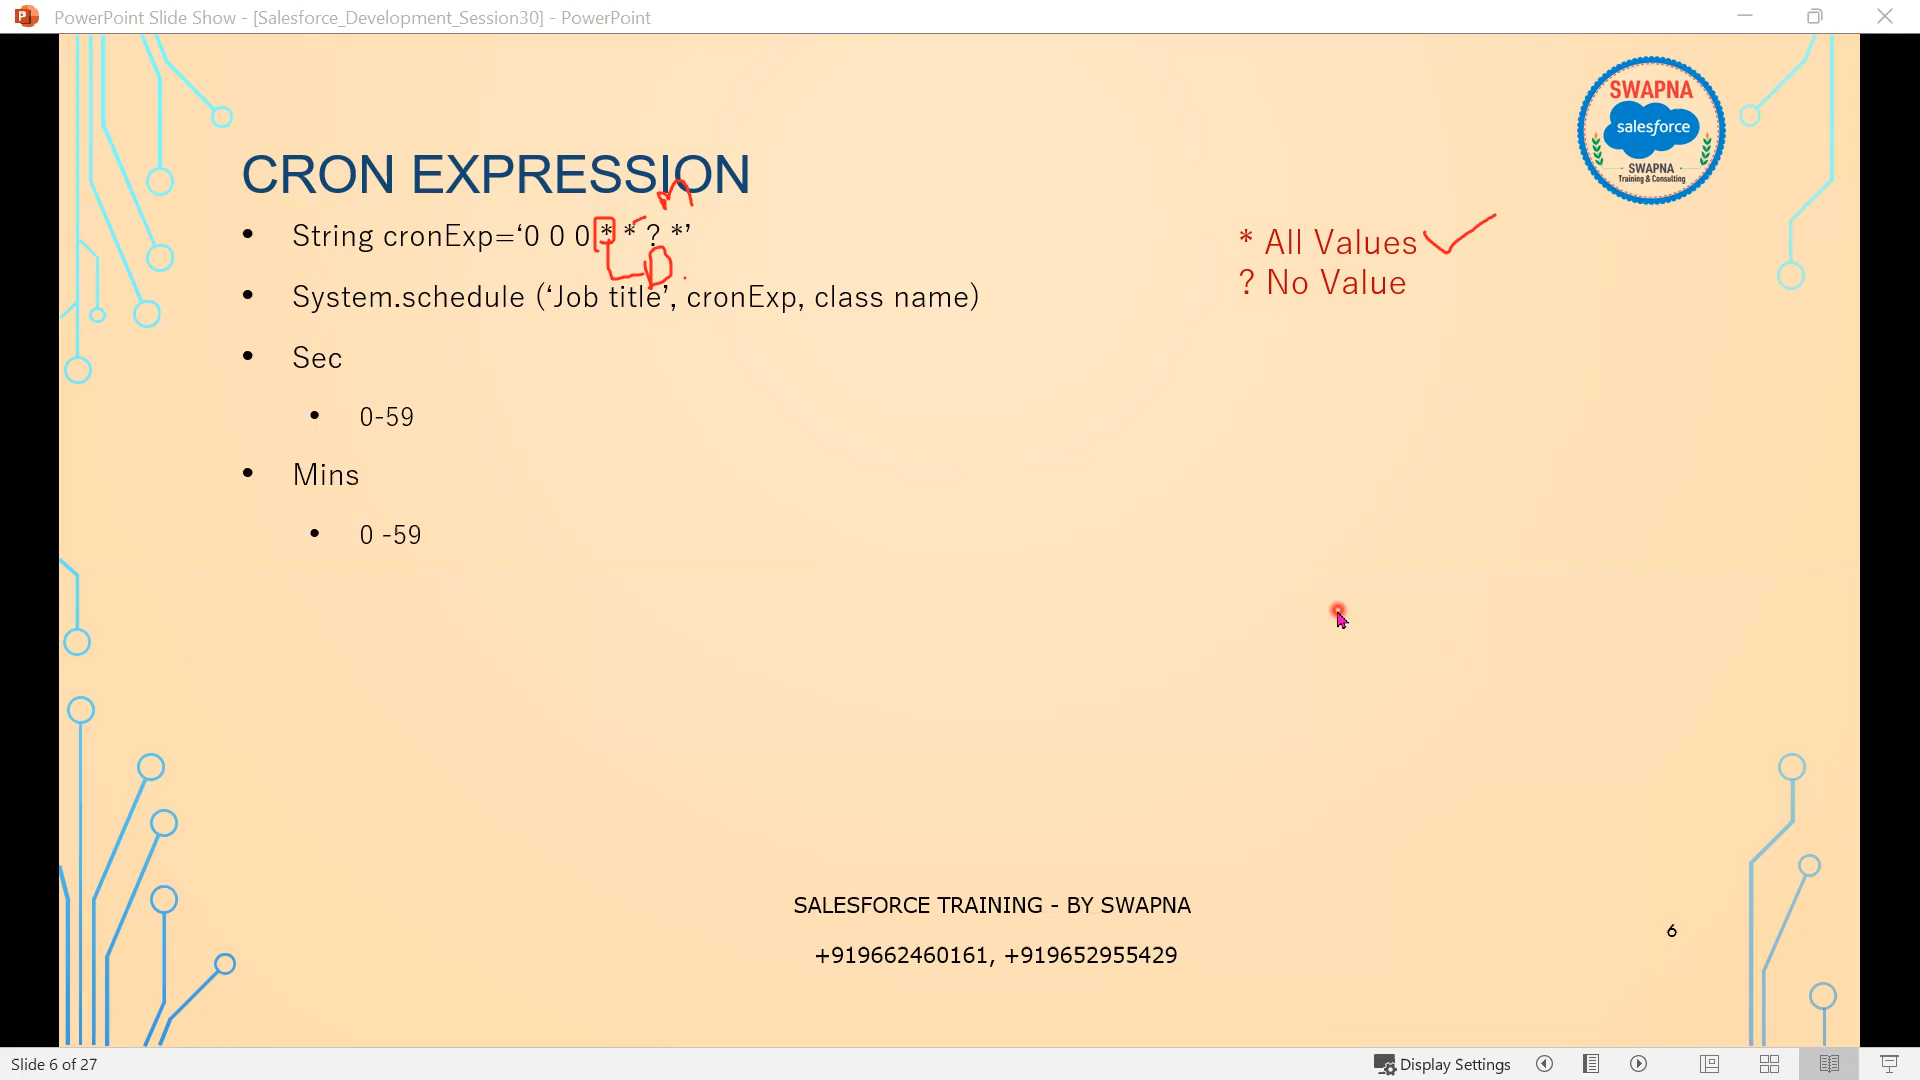 PowerPoint Slide Show - [Salesforce_Development_Session30] - PowerPoint
SWAPNA
salesforce
SWAPNA
Training & Consulting
CRON EXPRESSION
m
• String cronExp=‘0 0 0 * * ? *’
D
• System.schedule (‘Job title’, cronExp, class name)
• Sec
• 0-59
• Mins
• 0 -59
* All Values
? No Value
SALESFORCE TRAINING - BY SWAPNA
+919662460161, +919652955429
6
Slide 6 of 27
Display Settings